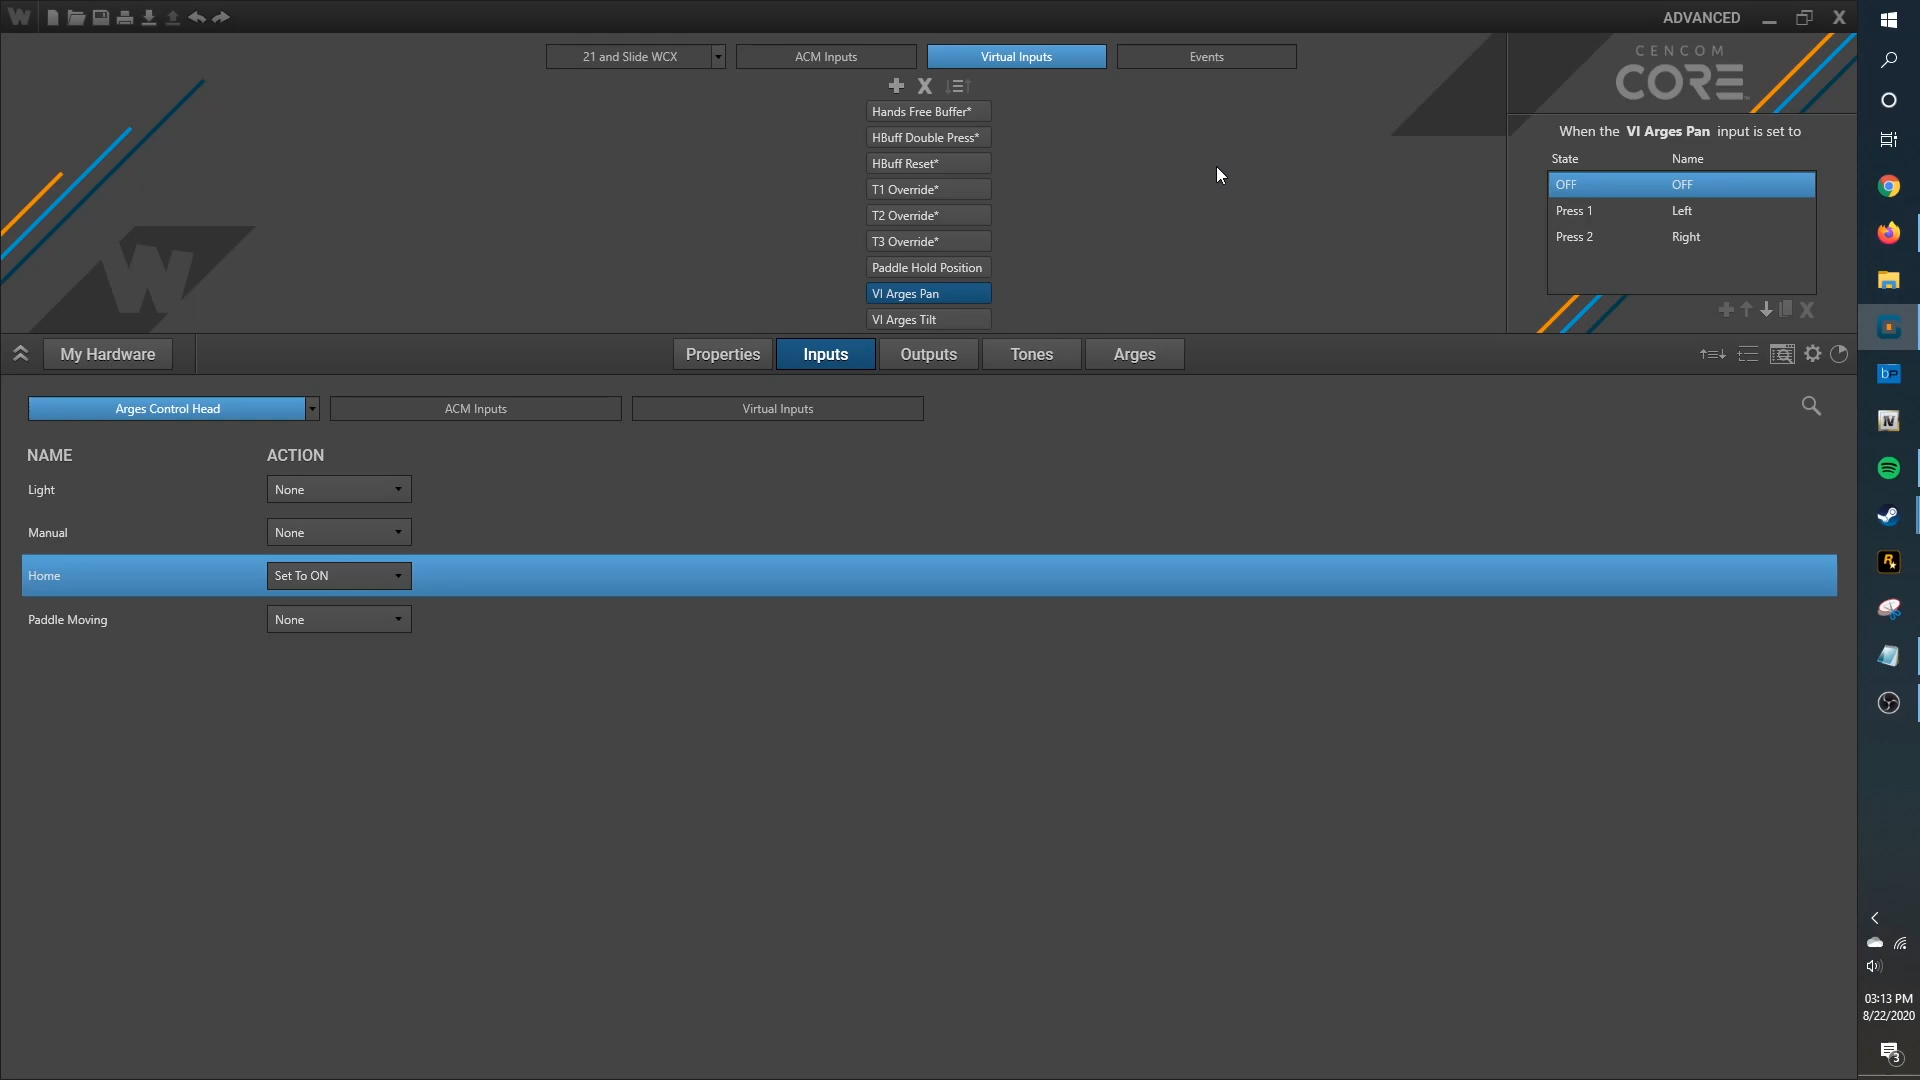 ADVANCED
21 and Slide WCX
ACM Inputs
Virtual Inputs
Events
CENCOM
CORE
Hands Free Buffer*
HBuff Double Press*
HBuff Reset*
T1 Override*
T2 Override*
T3 Override*
Paddle Hold Position
VI Arges Pan
VI Arges Tilt
When the VI Arges Pan input is set to
State Name
OFF OFF
Press 1 Left
Press 2 Right
My Hardware
Properties
Inputs
Outputs
Tones
Arges
Arges Control Head
ACM Inputs
Virtual Inputs
NAME ACTION
Light None
Manual None
Home Set To ON
Paddle Moving None
03:13 PM
8/22/2020
3